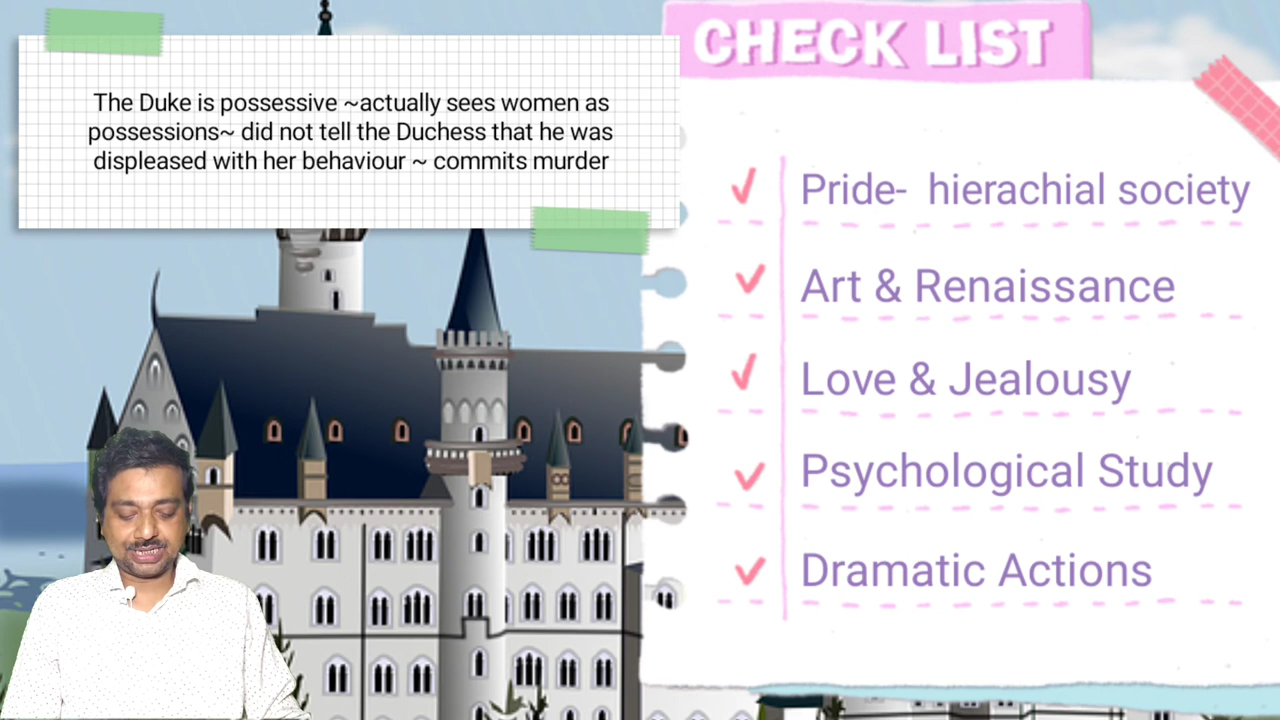 The Duke is possessive ~actually sees women as
possessions~ did not tell the Duchess that he was
displeased with her behaviour ~ commits murder
CHECK LIST
Pride-  hierachial society
Art & Renaissance
Love & Jealousy
Psychological Study
Dramatic Actions